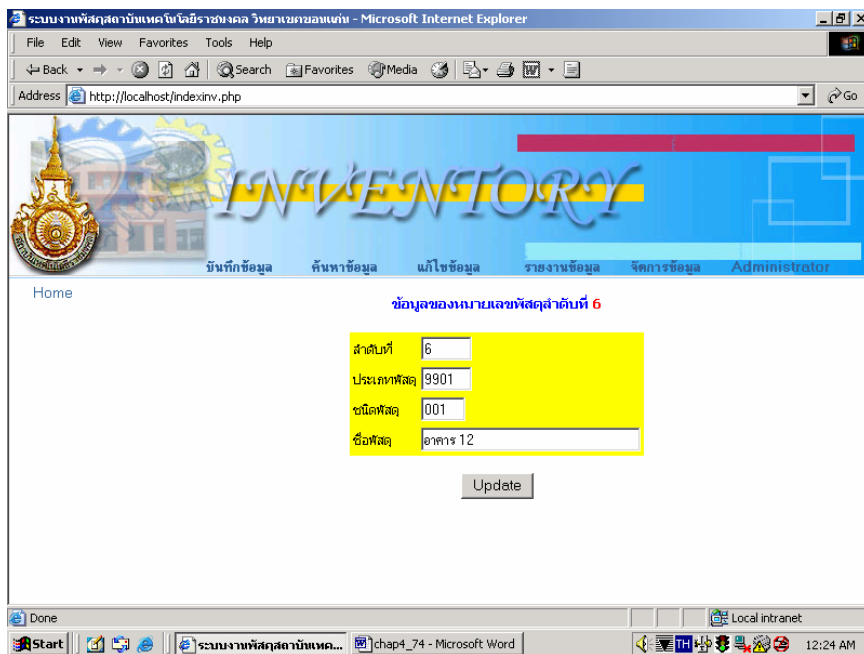 ระบบงานพัสดุสถาบันเทคโนโลยีราชมงคล วิทยาเขตขอนแก่น - Microsoft Internet Explorer
File Edit View Favorites Tools Help
Back Search Favorites Media
Address http://localhost/indexinv.php Go
INVENTORY
บันทึกข้อมูล ค้นหาข้อมูล แก้ไขข้อมูล รายงานข้อมูล จัดการข้อมูล Administrator
Home
ข้อมูลของหมายเลขพัสดุลำดับที่ 6
ลำดับที่ 6
ประเภทพัสดุ 9901
ชนิดพัสดุ 001
ชื่อพัสดุ อาคาร 12
Update
Done Local intranet
Start ระบบงานพัสดุสถาบันเทค... chap4_74 - Microsoft Word TH 12:24 AM